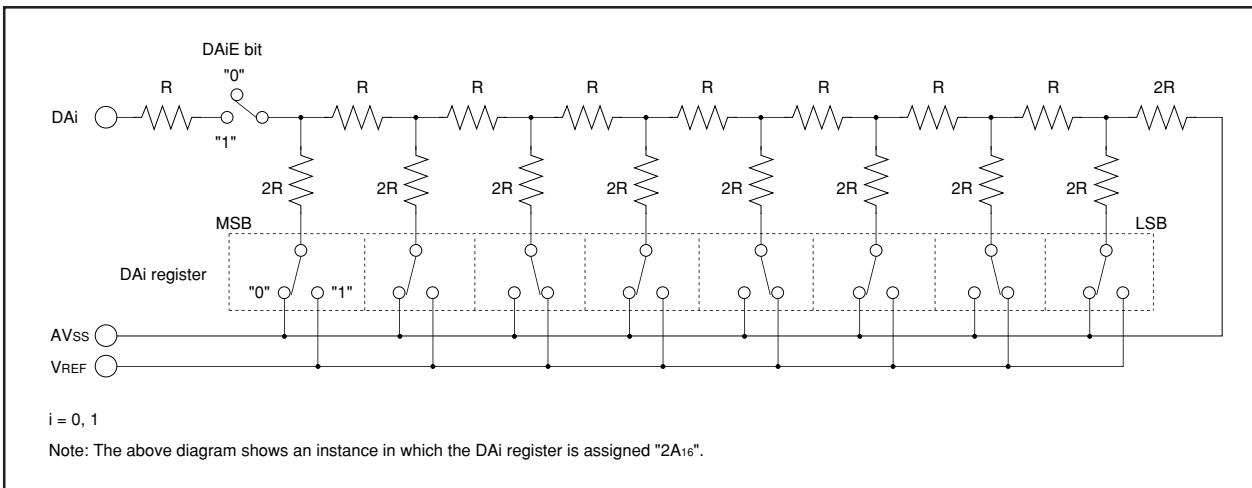 DAiE bit
"0"
R R R R R R R R 2R
DAi
"1"
2R 2R 2R 2R 2R 2R 2R 2R
MSB LSB
DAi register
"0" "1"
AVSS
VREF
i = 0, 1
Note: The above diagram shows an instance in which the DAi register is assigned "2A16".